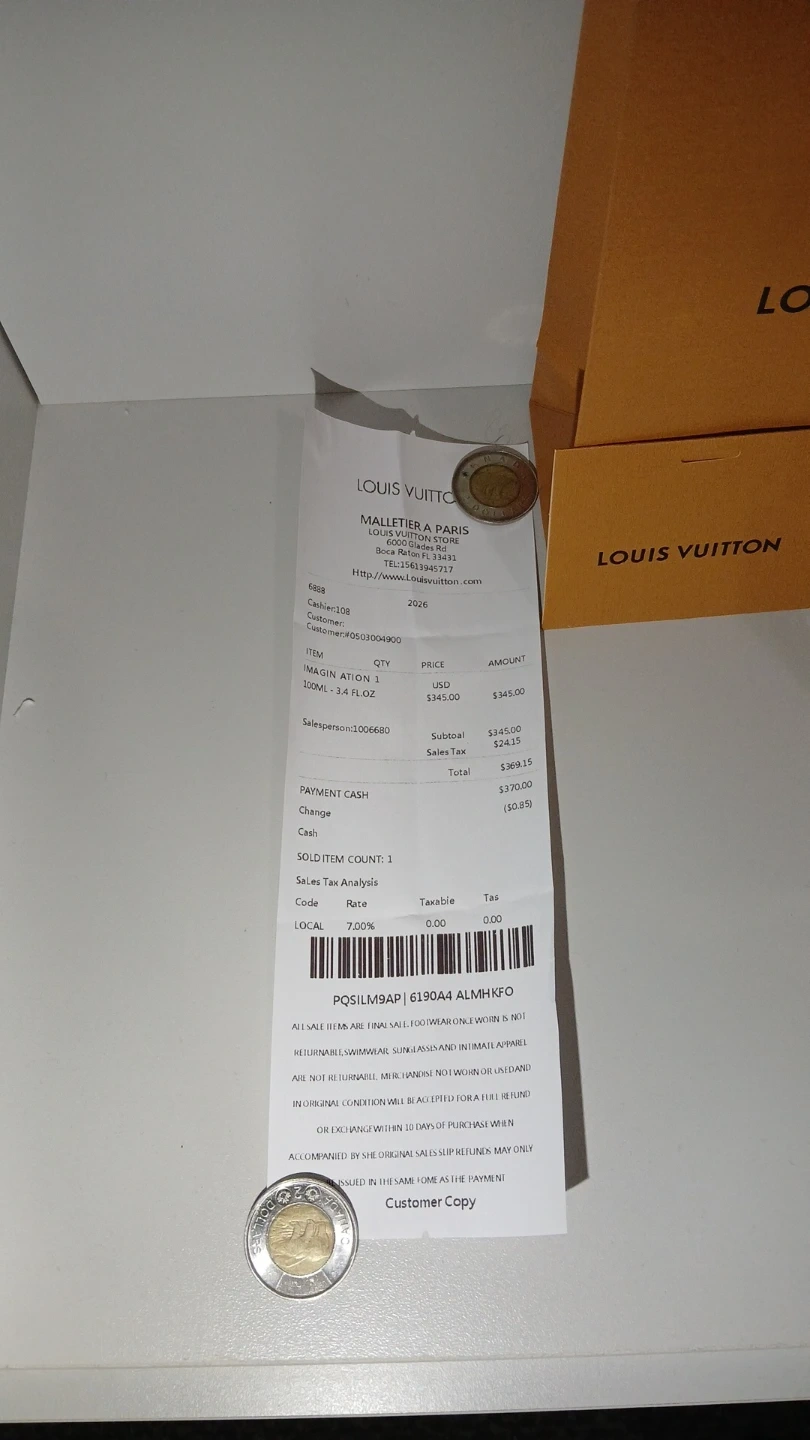 LO
LOUIS VUITTON
LOUIS VUITTO
MALLETIER A PARIS
LOUIS VUITTON STORE
6000 Glades Rd
Boca Raton FL 33431
TEL:15613945717
Http.//www.Louisvuitton.com
6888
2026
Cashier:108
Customer:
Customer:#0503004900
ITEM QTY PRICE AMOUNT
IMAGIN ATION 1 USD
100ML - 3.4 FL.OZ $345.00 $345.00
Salesperson:1006680 Subtoal $345.00
Sales Tax $24.15
Total $369.15
PAYMENT CASH $370.00
Change ($0.85)
Cash
SOLD ITEM COUNT: 1
SaLes Tax Analysis
Code Rate Taxable Tas
LOCAL 7.00% 0.00 0.00
PQSILM9AP| 6190A4 ALMHKFO
ALL SALE ITEMS ARE FINAL SALE. FOOTWEAR ONCE WORN IS NOT
RETURNABLE, SWIMWEAR, SUNGLASSES AND INTIMATE APPAREL
ARE NOT RETURNABLE. MERCHANDISE NOT WORN OR USED AND
IN ORIGINAL CONDITION WILL BE ACCEPTED FOR A FULL REFUND
OR EXCHANGE WITHIN 10 DAYS OF PURCHASE WHEN
ACCOMPANIED BY SHE ORIGINAL SALES SLIP REFUNDS MAY ONLY
BE ISSUED IN THE SAME FOME AS THE PAYMENT
Customer Copy
CANADA 2 DOLLARS